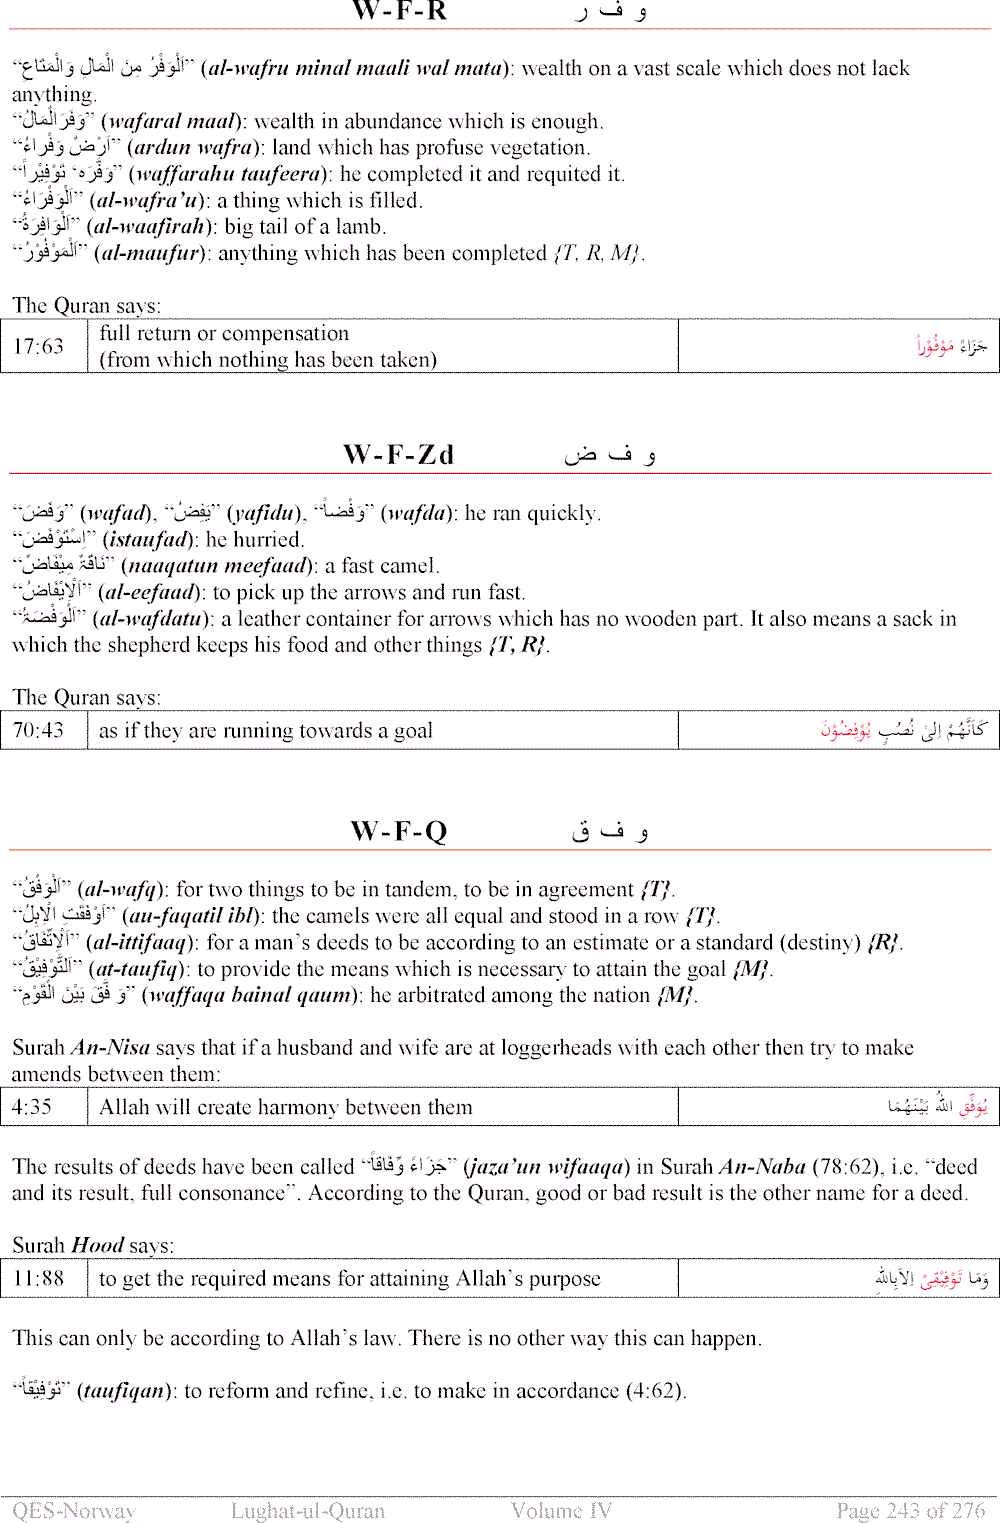 W-F-R و ف ر
“اَلْوَفْرُ مِنَ الْمَالِ وَالْمَتَاعِ” (al-wafru minal maali wal mata): wealth on a vast scale which does not lack
anything.
“وَفَرَالْمَالُ” (wafaral maal): wealth in abundance which is enough.
“اَرْضٌ وَفْرَاءُ” (ardun wafra): land which has profuse vegetation.
“وَفَّرَہٗ تَوْفِيْراً” (waffarahu taufeera): he completed it and requited it.
“اَلْوَفْرَاءُ” (al-wafra’u): a thing which is filled.
“اَلْوَافِرَةُ” (al-waafirah): big tail of a lamb.
“اَلْمَوْفُوْرُ” (al-maufur): anything which has been completed {T, R, M}.
The Quran says:
17:63 full return or compensation جَزَاءً مَوْفُوْراً
(from which nothing has been taken)
W-F-Zd و ف ض
“وَفَضَ” (wafad), “يَفِضُ” (yafidu), “وَفْضاً” (wafda): he ran quickly.
“اِسْتَوْفَضَ” (istaufad): he hurried.
“نَاقَةٌ مِيْفَاضٌ” (naaqatun meefaad): a fast camel.
“اَلْاِيْفَاضُ” (al-eefaad): to pick up the arrows and run fast.
“اَلْوَفْضَۃُ” (al-wafdatu): a leather container for arrows which has no wooden part. It also means a sack in
which the shepherd keeps his food and other things {T, R}.
The Quran says:
70:43 as if they are running towards a goal كَاَنَّهُمْ اِلىٰ نُصُبٍ يُوْفِضُوْنَ
W-F-Q و ف ق
“اَلْوَفْقُ” (al-wafq): for two things to be in tandem, to be in agreement {T}.
“اَوْفَقَتِ الْاِبِلُ” (au-faqatil ibl): the camels were all equal and stood in a row {T}.
“اَلْاِتِّفَاقُ” (al-ittifaaq): for a man’s deeds to be according to an estimate or a standard (destiny) {R}.
“اَلتَّوْفِيْقُ” (at-taufiq): to provide the means which is necessary to attain the goal {M}.
“وَ فَّقَ بَيْنَ الْقَوْمِ” (waffaqa bainal qaum): he arbitrated among the nation {M}.
Surah An-Nisa says that if a husband and wife are at loggerheads with each other then try to make
amends between them:
4:35 Allah will create harmony between them يُوَفِّقِ اللهُ بَيْنَهُمَا
The results of deeds have been called “جَزَاءً وِّفَاقاً” (jaza’un wifaaqa) in Surah An-Naba (78:62), i.e. “deed
and its result, full consonance”. According to the Quran, good or bad result is the other name for a deed.
Surah Hood says:
11:88 to get the required means for attaining Allah’s purpose وَمَا تَوْفِيْقِىْ اِلاَبِاللهِ
This can only be according to Allah’s law. There is no other way this can happen.
“تَوْفِيْقاً” (taufiqan): to reform and refine, i.e. to make in accordance (4:62).
QES-Norway Lughat-ul-Quran Volume IV Page 243 of 276